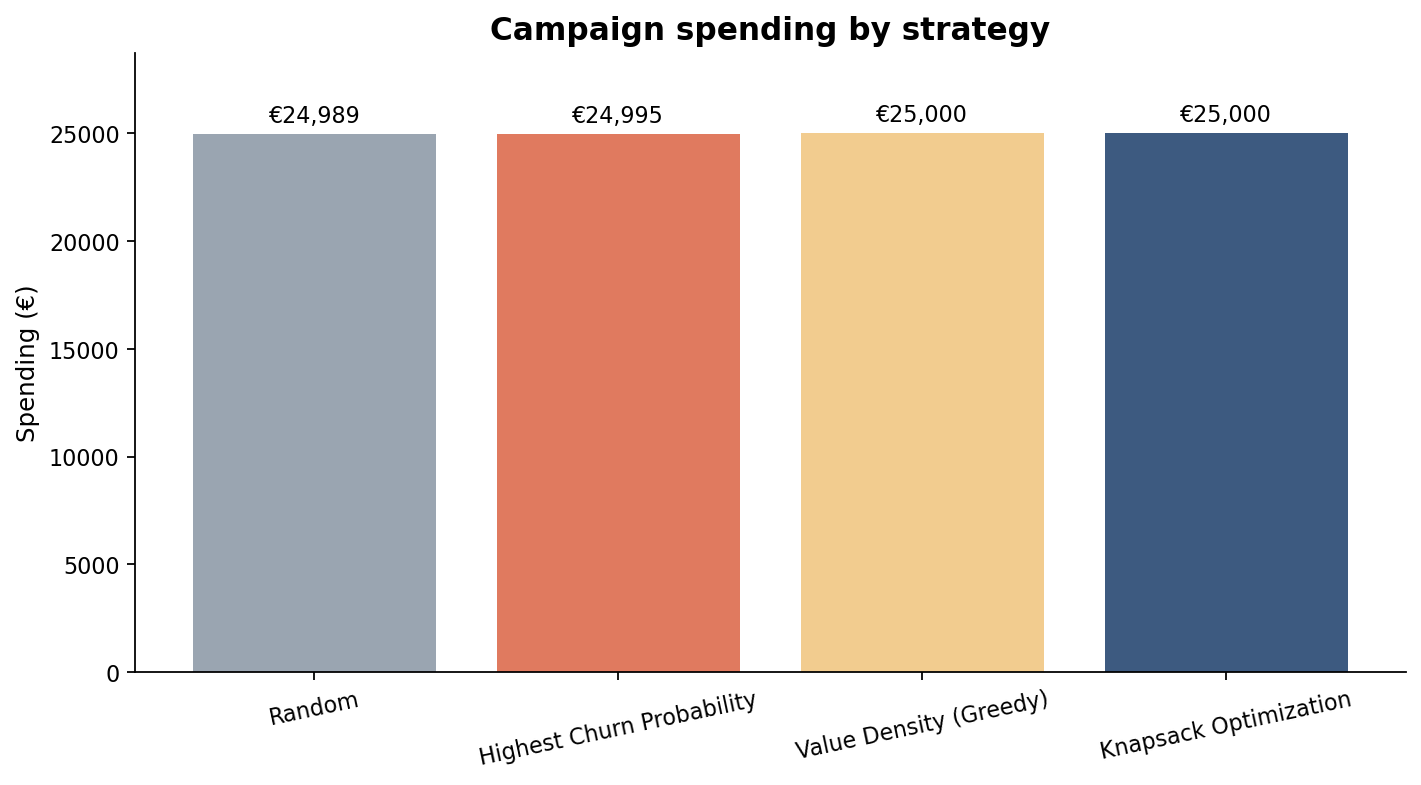 Campaign spending by strategy
€24,989
€24,995
€25,000
€25,000
25000
20000
15000
10000
5000
0
Spending (€)
Random
Highest Churn Probability
Value Density (Greedy)
Knapsack Optimization